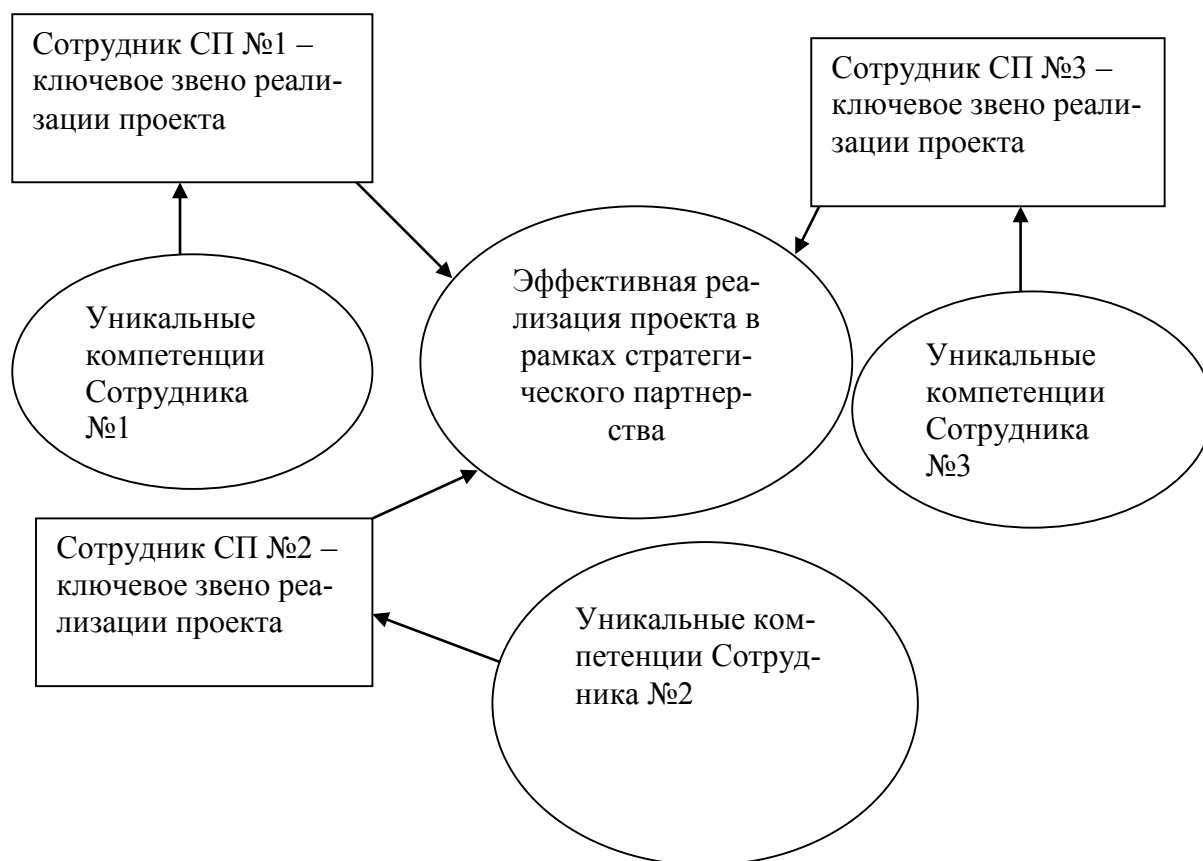 Сотрудник СП №1 –
ключевое звено реали-
зации проекта
Сотрудник СП №3 –
ключевое звено реали-
зации проекта
Эффективная реа-
лизация проекта в
рамках стратеги-
ческого партнер-
ства
Уникальные
компетенции
Сотрудника
№1
Уникальные
компетенции
Сотрудника
№3
Сотрудник СП №2 –
ключевое звено реа-
лизации проекта
Уникальные ком-
петенции Сотруд-
ника №2